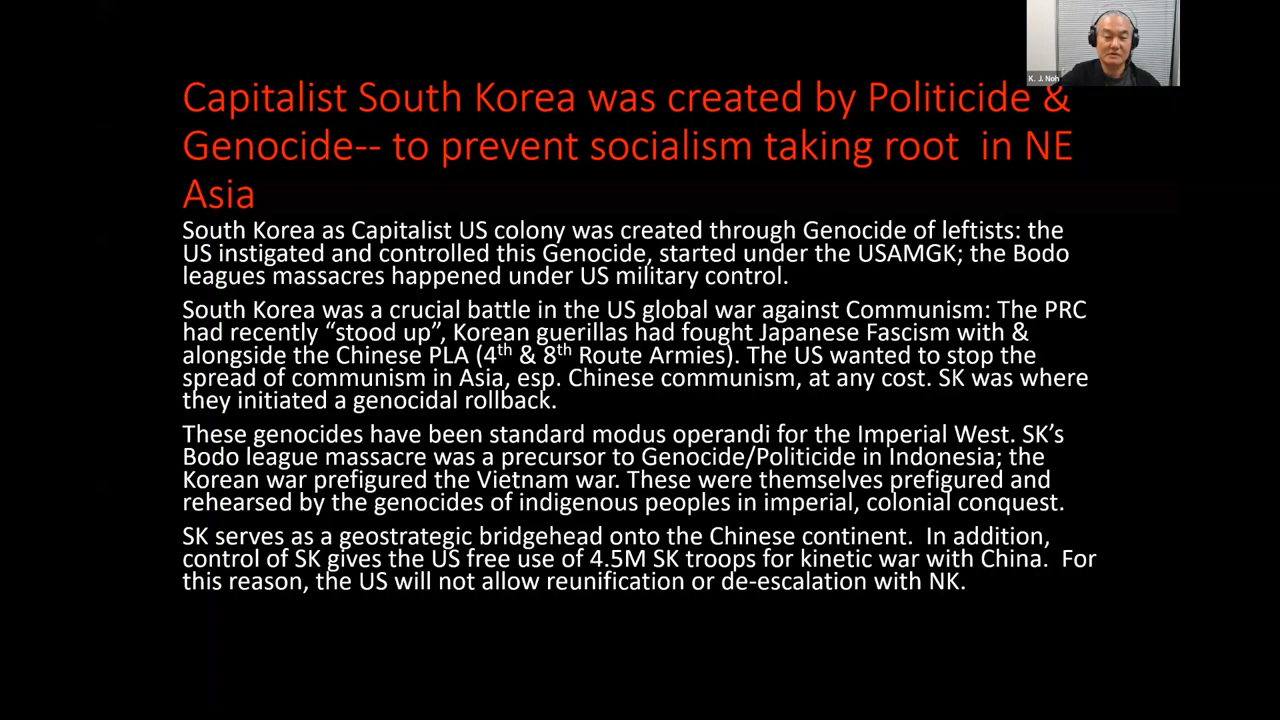 K. J. Noh
Capitalist South Korea was created by Politicide &
Genocide-- to prevent socialism taking root in NE
Asia
South Korea as Capitalist US colony was created through Genocide of leftists: the
US instigated and controlled this Genocide, started under the USAMGK; the Bodo
leagues massacres happened under US military control.
South Korea was a crucial battle in the US global war against Communism: The PRC
had recently “stood up”, Korean guerillas had fought Japanese Fascism with &
alongside the Chinese PLA (4th & 8th Route Armies). The US wanted to stop the
spread of communism in Asia, esp. Chinese communism, at any cost. SK was where
they initiated a genocidal rollback.
These genocides have been standard modus operandi for the Imperial West. SK’s
Bodo league massacre was a precursor to Genocide/Politicide in Indonesia; the
Korean war prefigured the Vietnam war. These were themselves prefigured and
rehearsed by the genocides of indigenous peoples in imperial, colonial conquest.
SK serves as a geostrategic bridgehead onto the Chinese continent. In addition,
control of SK gives the US free use of 4.5M SK troops for kinetic war with China. For
this reason, the US will not allow reunification or de-escalation with NK.